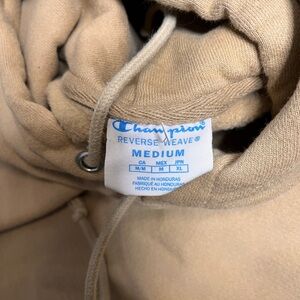 Champion
REVERSE WEAVE®
MEDIUM
CA MEX JPN
M/M M XL
MADE IN HONDURAS
FABRIQUÉ AU HONDURAS
HECHO EN HONDURAS